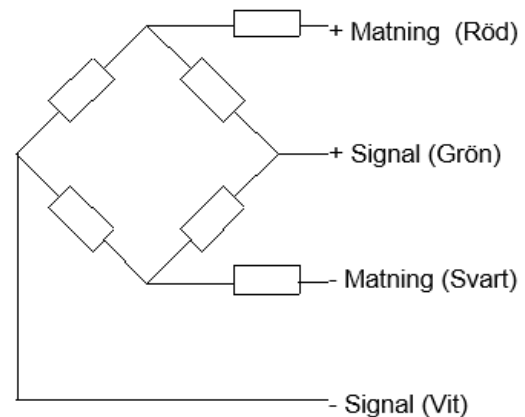 + Matning (Röd)
+ Signal (Grön)
- Matning (Svart)
- Signal (Vit)